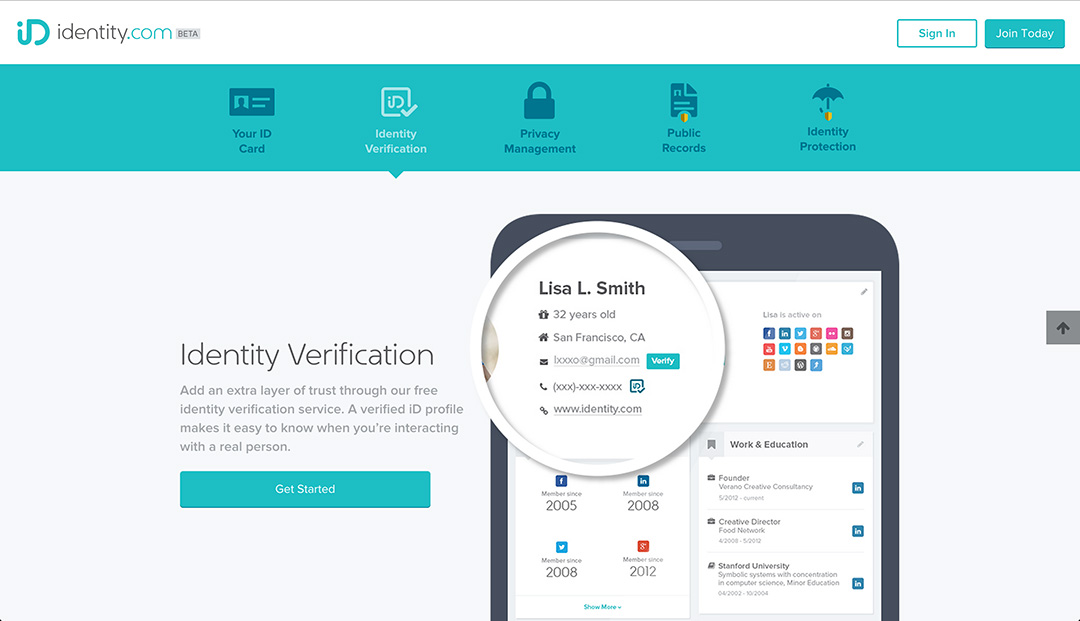 iD identity.com BETA
Sign In
Join Today
Your ID
Card
Identity
Verification
Privacy
Management
Public
Records
Identity
Protection
Identity Verification
Add an extra layer of trust through our free
identity verification service. A verified iD profile
makes it easy to know when you're interacting
with a real person.
Get Started
Lisa L. Smith
32 years old
San Francisco, CA
lxxxo@gmail.com Verify
(xxx)-xxx-xxxx iD
www.identity.com
Lisa is active on
Member since
2005
Member since
2008
Member since
2008
Member since
2012
Show More
Work & Education
Founder
Verano Creative Consultancy
5/2012 - current
Creative Director
Food Network
4/2008 - 5/2012
Stanford University
Symbolic systems with concentration
in computer science, Minor Education
04/2002 - 10/2004